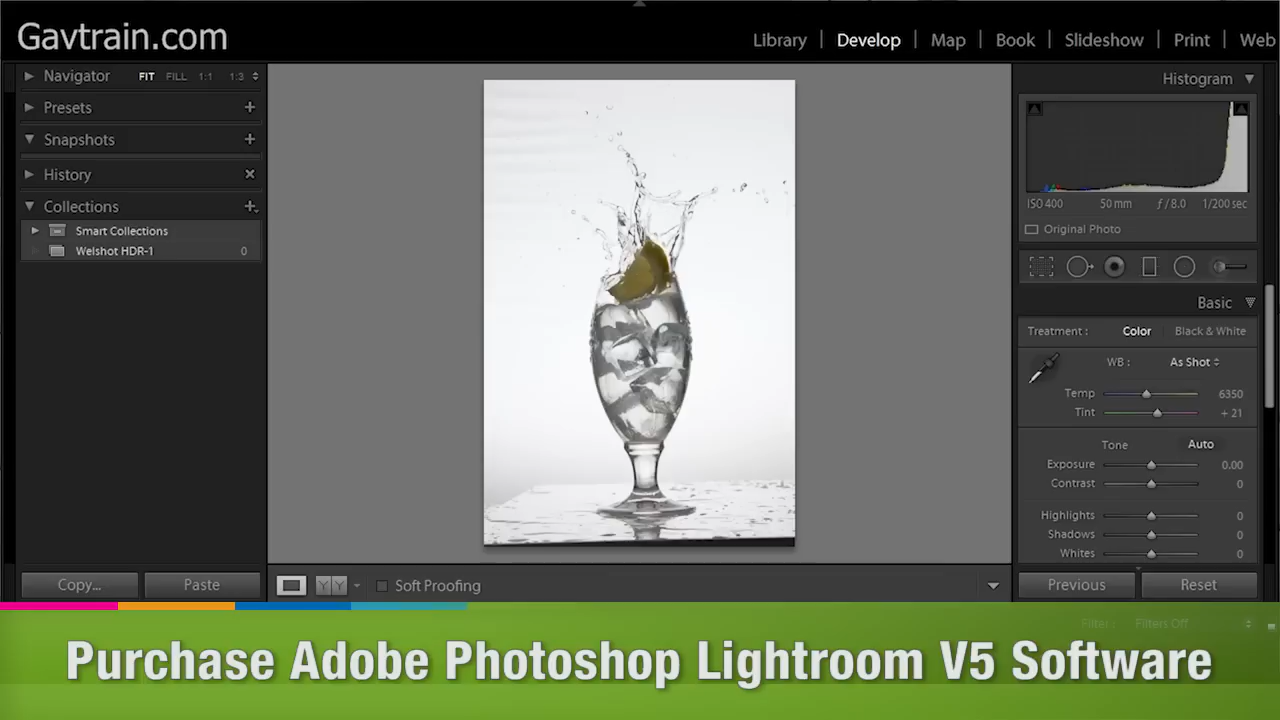 Gavtrain.com
Library | Develop | Map | Book | Slideshow | Print | Web
Navigator FIT FILL 1:1 1:3
Presets
Snapshots
History
Collections
Smart Collections
Welshot HDR-1 0
Copy... Paste
Soft Proofing
Histogram
ISO 400 50 mm ƒ / 8.0 1/200 sec
Original Photo
Basic
Treatment : Color Black & White
WB : As Shot
Temp 6350
Tint + 21
Tone Auto
Exposure 0.00
Contrast 0
Highlights 0
Shadows 0
Whites 0
Previous Reset
Filter: Filters Off
Purchase Adobe Photoshop Lightroom V5 Software